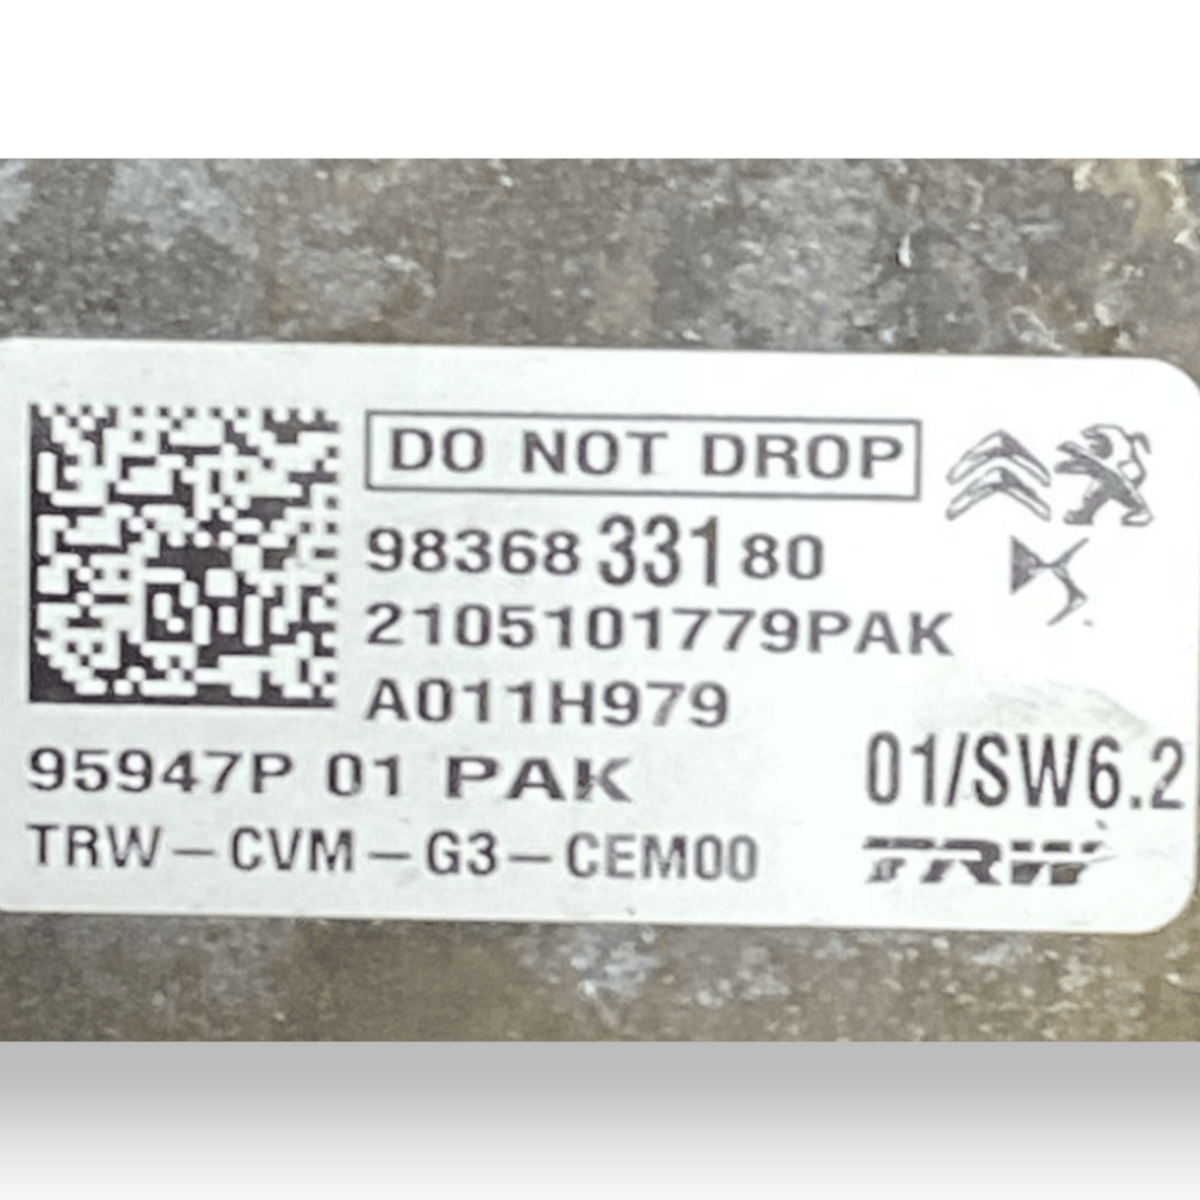 DO NOT DROP
98368 331 80
2105101779PAK
A011H979
95947P 01 PAK
01/SW6.2
TRW-CVM-G3-CEM00
TRW